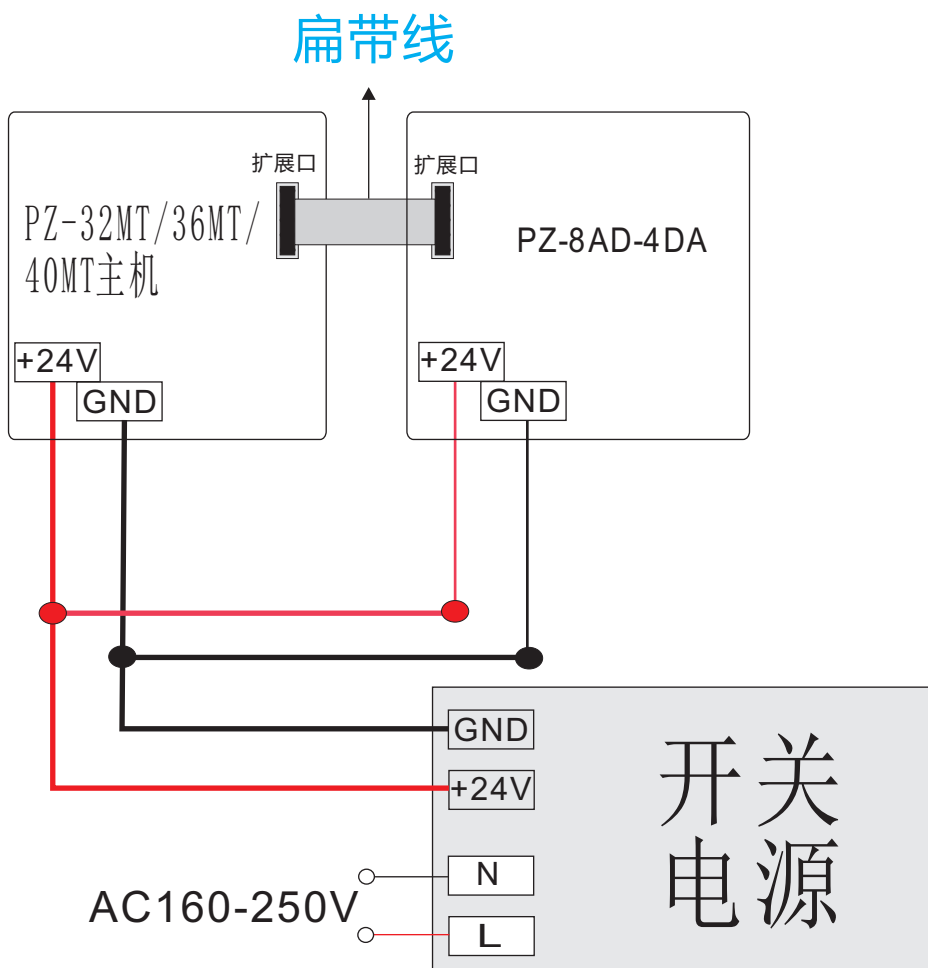 扁带线
扩展口
扩展口
PZ-32MT/36MT/
40MT主机
PZ-8AD-4DA
+24V
GND
+24V
GND
GND
+24V
N
L
AC160-250V
开关
电源